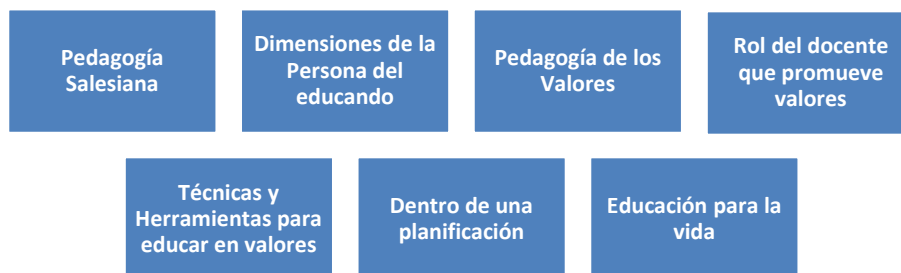 Pedagogía
Salesiana
Dimensiones de la
Persona del
educando
Pedagogía de los
Valores
Rol del docente
que promueve
valores
Técnicas y
Herramientas para
educar en valores
Dentro de una
planificación
Educación para la
vida